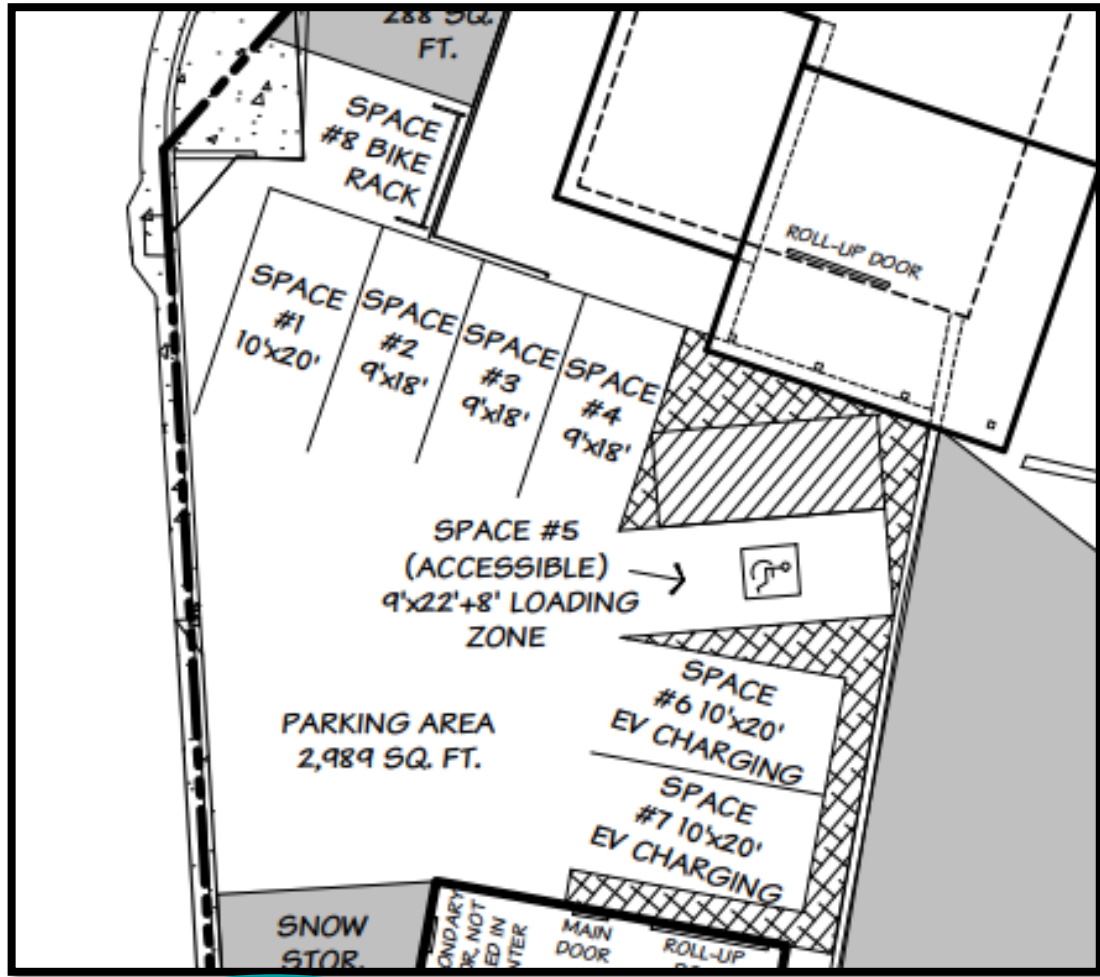 288 SQ.
FT.
SPACE
#8 BIKE
RACK
ROLL-UP DOOR
SPACE
#1
10'x20'
SPACE
#2
9'x18'
SPACE
#3
9'x18'
SPACE
#4
9'x18'
SPACE #5
(ACCESSIBLE)
9'x22'+8' LOADING
ZONE
SPACE
#6 10'x20'
EV CHARGING
PARKING AREA
2,989 SQ. FT.
SPACE
#7 10'x20'
EV CHARGING
SNOW
STOR.
MAIN
DOOR
ROLL-UP